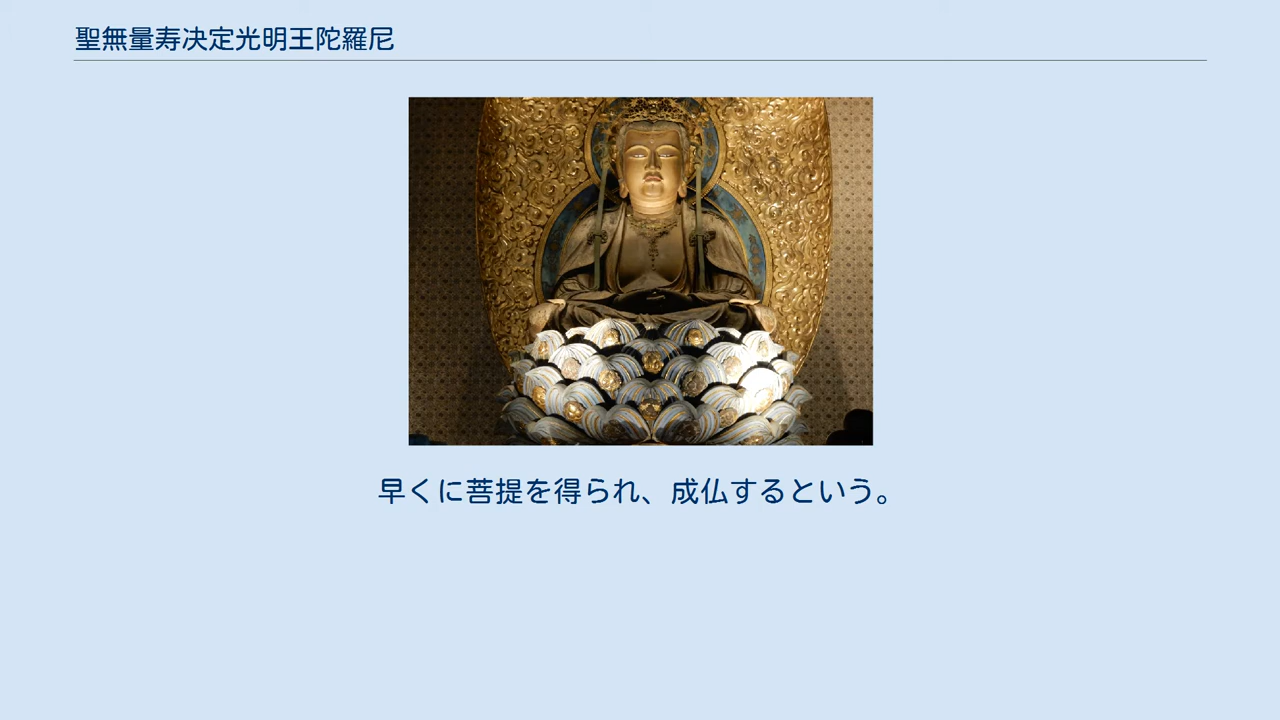 聖無量寿决定光明王陀羅尼
早くに菩提を得られ、成仏するという。